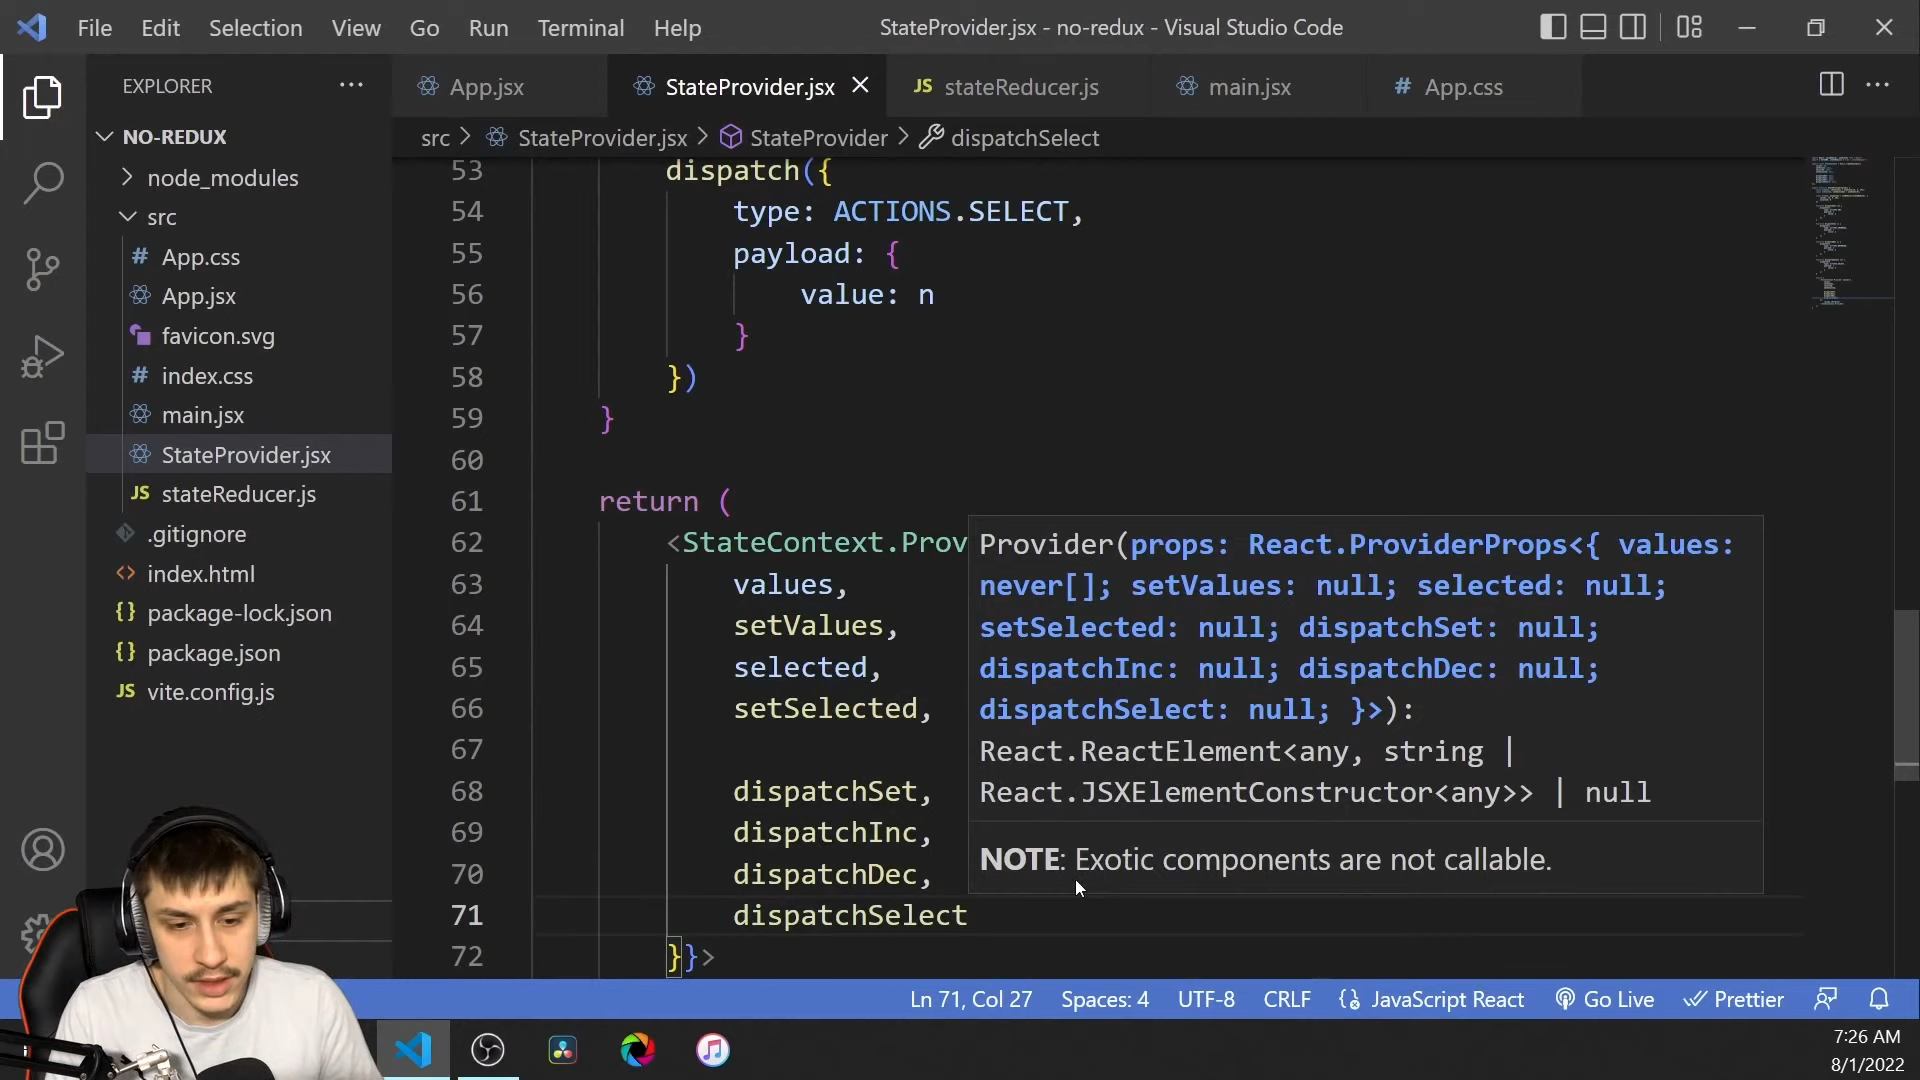 File Edit Selection View Go Run Terminal Help StateProvider.jsx - no-redux - Visual Studio Code
EXPLORER ...
App.jsx
StateProvider.jsx
JS stateReducer.js
main.jsx
# App.css
src > StateProvider.jsx > StateProvider > dispatchSelect
NO-REDUX
node_modules
src
# App.css
App.jsx
favicon.svg
# index.css
main.jsx
StateProvider.jsx
JS stateReducer.js
.gitignore
<> index.html
{} package-lock.json
{} package.json
JS vite.config.js
53 dispatch({
54 type: ACTIONS.SELECT,
55 payload: {
56 value: n
57 }
58 })
59 }
60
61 return (
62 <StateContext.Prov
63 values,
64 setValues,
65 selected,
66 setSelected,
67
68 dispatchSet,
69 dispatchInc,
70 dispatchDec,
71 dispatchSelect
72 }}>
Provider(props: React.ProviderProps<{ values:
never[]; setValues: null; selected: null;
setSelected: null; dispatchSet: null;
dispatchInc: null; dispatchDec: null;
dispatchSelect: null; }>):
React.ReactElement<any, string |
React.JSXElementConstructor<any>> | null
NOTE: Exotic components are not callable.
Ln 71, Col 27 Spaces: 4 UTF-8 CRLF JavaScript React Go Live Prettier
7:26 AM
8/1/2022